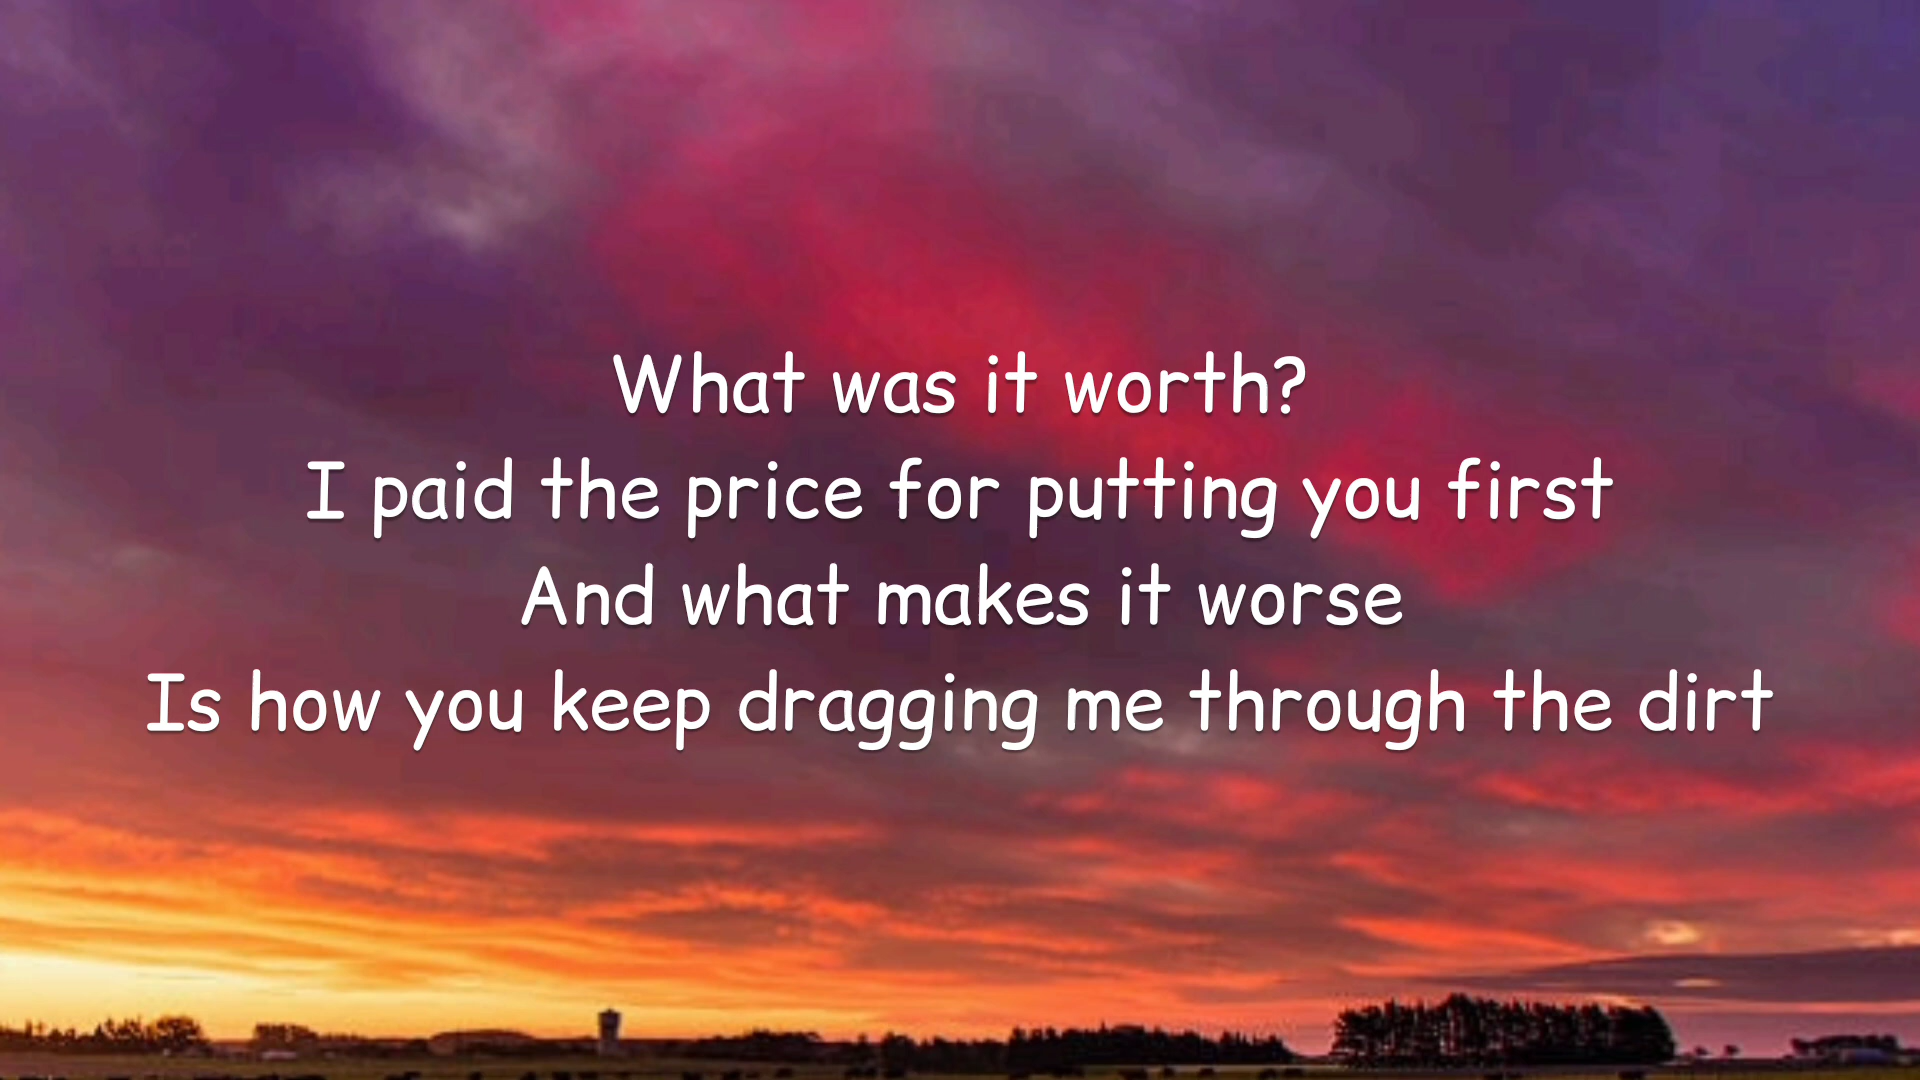 What was it worth?
I paid the price for putting you first
And what makes it worse
Is how you keep dragging me through the dirt